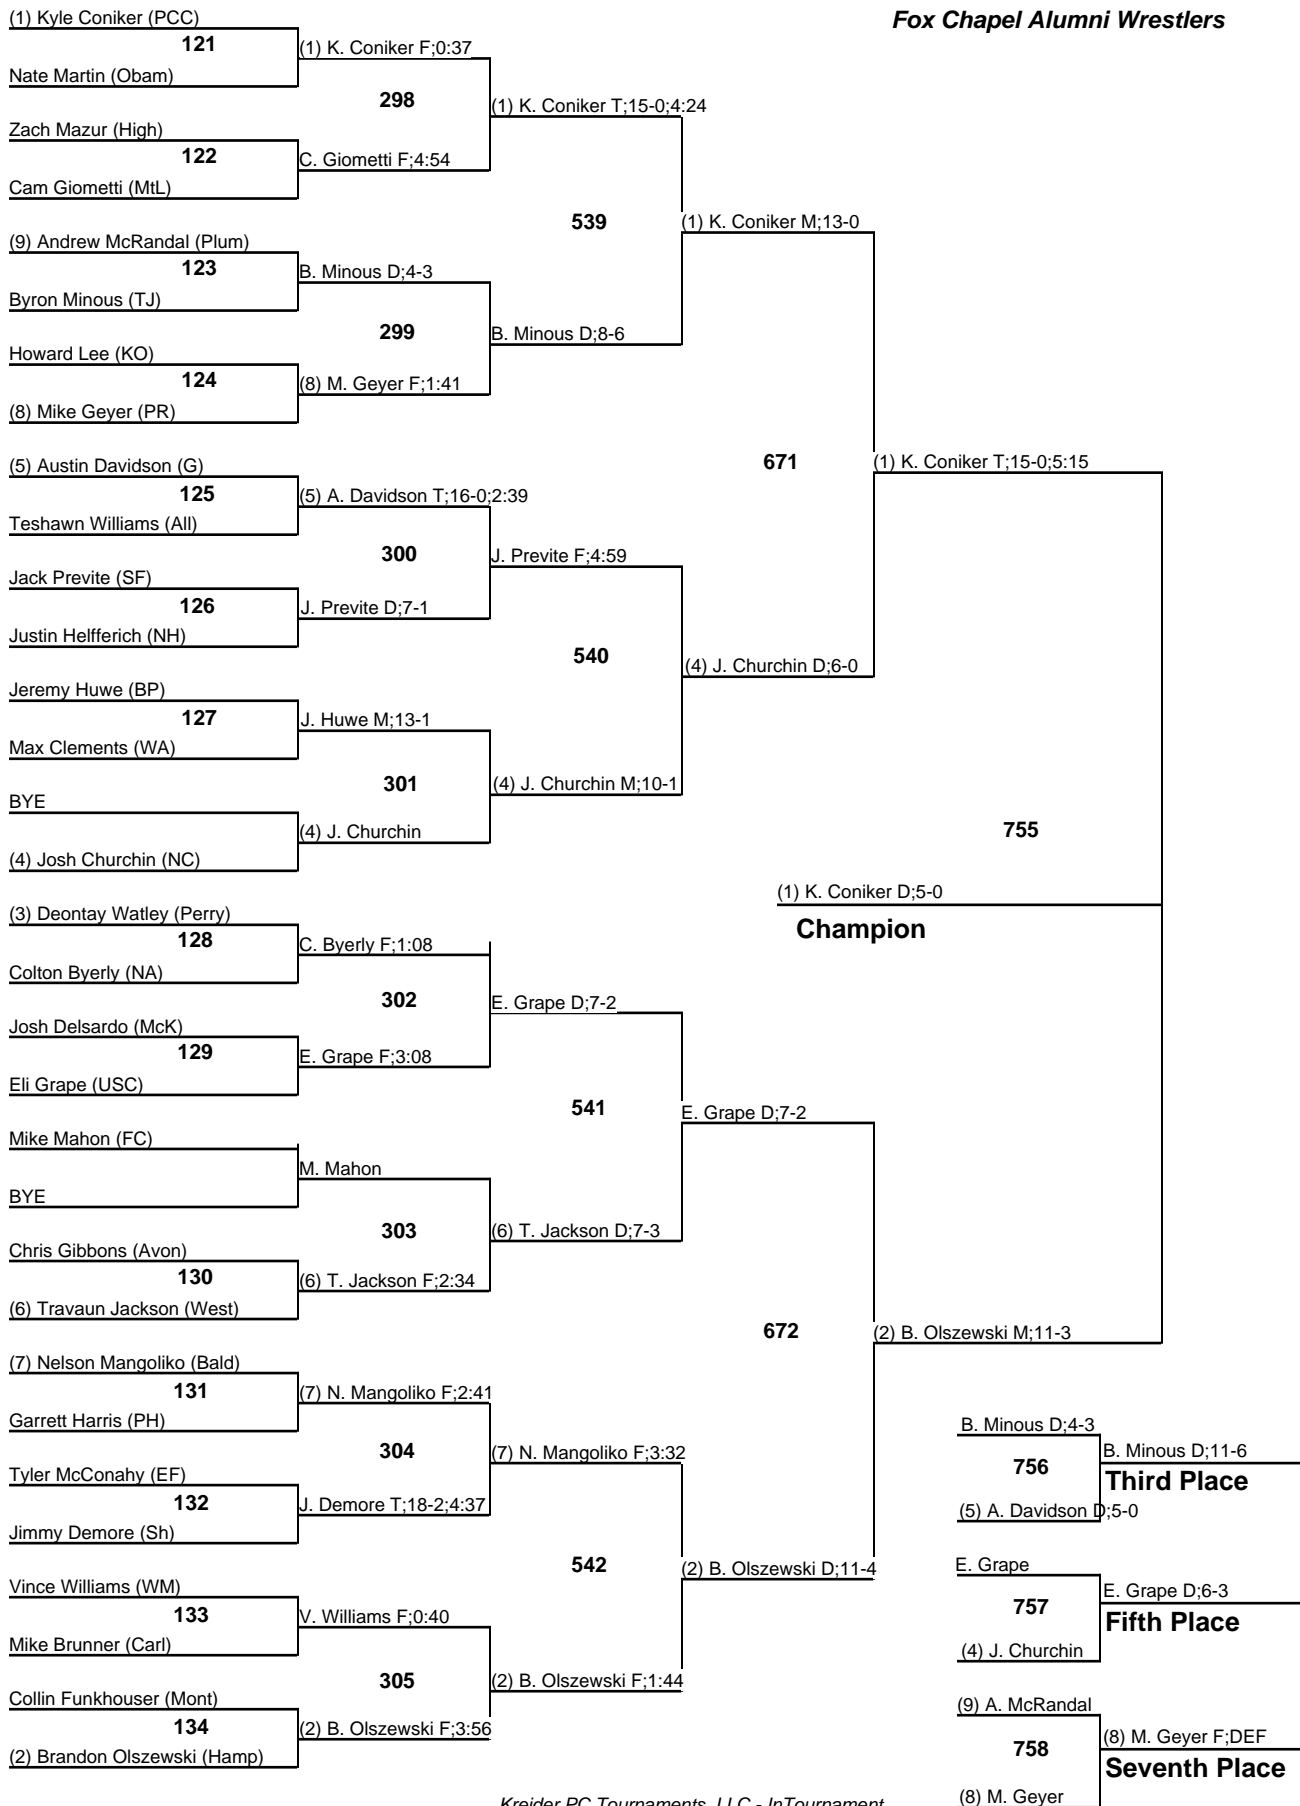 Fox Chapel Alumni Wrestlers
(1) Kyle Coniker (PCC)
121
Nate Martin (Obam)
Zach Mazur (High)
122
Cam Giometti (MtL)
(9) Andrew McRandal (Plum)
123
Byron Minous (TJ)
Howard Lee (KO)
124
(8) Mike Geyer (PR)
(5) Austin Davidson (G)
125
Teshawn Williams (All)
Jack Previte (SF)
126
Justin Helfferich (NH)
Jeremy Huwe (BP)
127
Max Clements (WA)
BYE
(4) Josh Churchin (NC)
(3) Deontay Watley (Perry)
128
Colton Byerly (NA)
Josh Delsardo (McK)
129
Eli Grape (USC)
Mike Mahon (FC)
BYE
Chris Gibbons (Avon)
130
(6) Travaun Jackson (West)
(7) Nelson Mangoliko (Bald)
131
Garrett Harris (PH)
Tyler McConahy (EF)
132
Jimmy Demore (Sh)
Vince Williams (WM)
133
Mike Brunner (Carl)
Collin Funkhouser (Mont)
134
(2) Brandon Olszewski (Hamp)
(1) K. Coniker F;0:37
298
C. Giometti F;4:54
B. Minous D;4-3
299
(8) M. Geyer F;1:41
(5) A. Davidson T;16-0;2:39
300
J. Previte D;7-1
J. Huwe M;13-1
301
(4) J. Churchin
C. Byerly F;1:08
302
E. Grape F;3:08
M. Mahon
303
(6) T. Jackson F;2:34
(7) N. Mangoliko F;2:41
304
J. Demore T;18-2;4:37
V. Williams F;0:40
305
(2) B. Olszewski F;3:56
(1) K. Coniker T;15-0;4:24
539
B. Minous D;8-6
J. Previte F;4:59
540
(4) J. Churchin M;10-1
E. Grape D;7-2
541
(6) T. Jackson D;7-3
(7) N. Mangoliko F;3:32
542
(2) B. Olszewski F;1:44
(1) K. Coniker M;13-0
671
(4) J. Churchin D;6-0
E. Grape D;7-2
672
(2) B. Olszewski D;11-4
(1) K. Coniker T;15-0;5:15
755
(2) B. Olszewski M;11-3
(1) K. Coniker D;5-0
Champion
B. Minous D;4-3
756
(5) A. Davidson D;5-0
B. Minous D;11-6
Third Place
E. Grape
757
(4) J. Churchin
E. Grape D;6-3
Fifth Place
(9) A. McRandal
758
(8) M. Geyer
(8) M. Geyer F;DEF
Seventh Place
Kreider PC Tournaments, LLC - InTournament